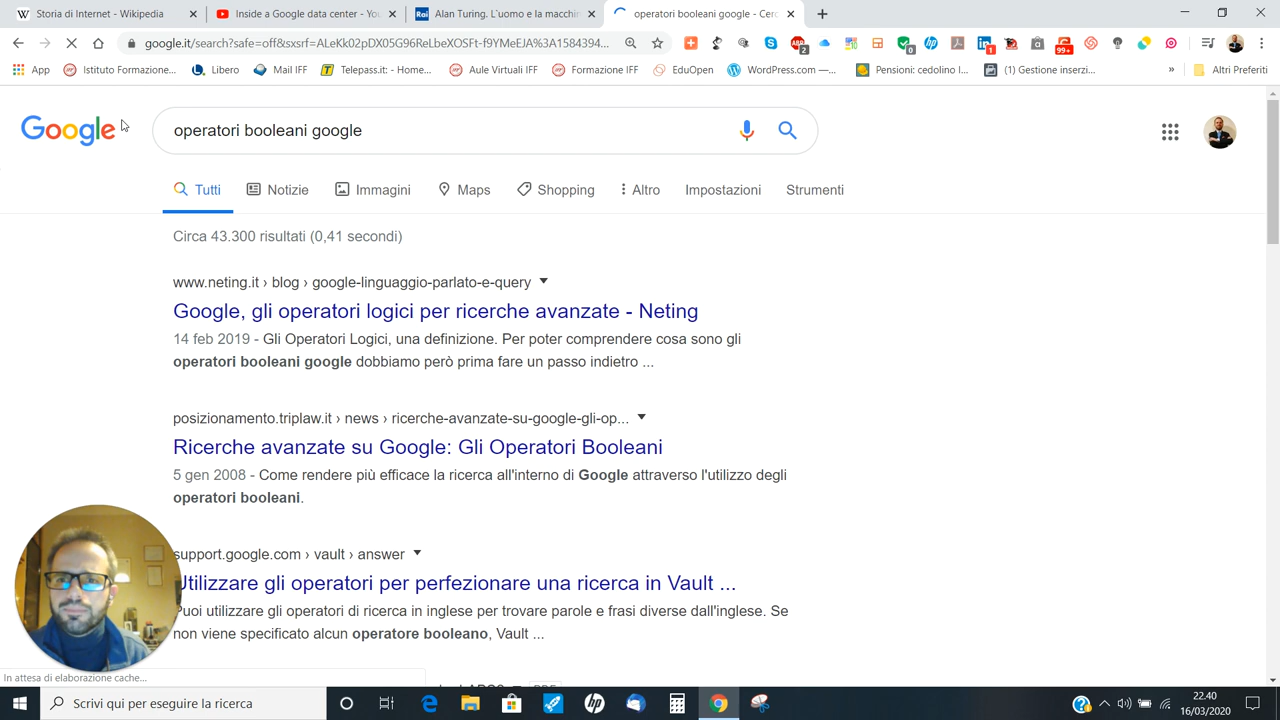 Storia di Internet - Wikipedia
Inside a Google data center - You
Rai Alan Turing. L'uomo e la macchin
operatori booleani google - Cerc
google.it/search?safe=off&sxsrf=ALeKk03DX05G96ReLbeXOSFt-f9YMeEJA%3A1584394...
App
Istituto Formazione...
Libero
Mail IFF
Telepass.it: - Home...
Aule Virtuali IFF
Formazione IFF
EduOpen
WordPress.com —...
Pensioni: cedolino I...
(1) Gestione inserzi...
»
Altri Preferiti
Google
operatori booleani google
Tutti
Notizie
Immagini
Maps
Shopping
Altro
Impostazioni
Strumenti
Circa 43.300 risultati (0,41 secondi)
www.neting.it › blog › google-linguaggio-parlato-e-query
Google, gli operatori logici per ricerche avanzate - Neting
14 feb 2019 - Gli Operatori Logici, una definizione. Per poter comprendere cosa sono gli
operatori booleani google dobbiamo però prima fare un passo indietro ...
posizionamento.triplaw.it › news › ricerche-avanzate-su-google-gli-op...
Ricerche avanzate su Google: Gli Operatori Booleani
5 gen 2008 - Come rendere più efficace la ricerca all'interno di Google attraverso l'utilizzo degli
operatori booleani.
support.google.com › vault › answer
Utilizzare gli operatori per perfezionare una ricerca in Vault ...
Puoi utilizzare gli operatori di ricerca in inglese per trovare parole e frasi diverse dall'inglese. Se
non viene specificato alcun operatore booleano, Vault ...
In attesa di elaborazione cache...
Scrivi qui per eseguire la ricerca
22.40
16/03/2020